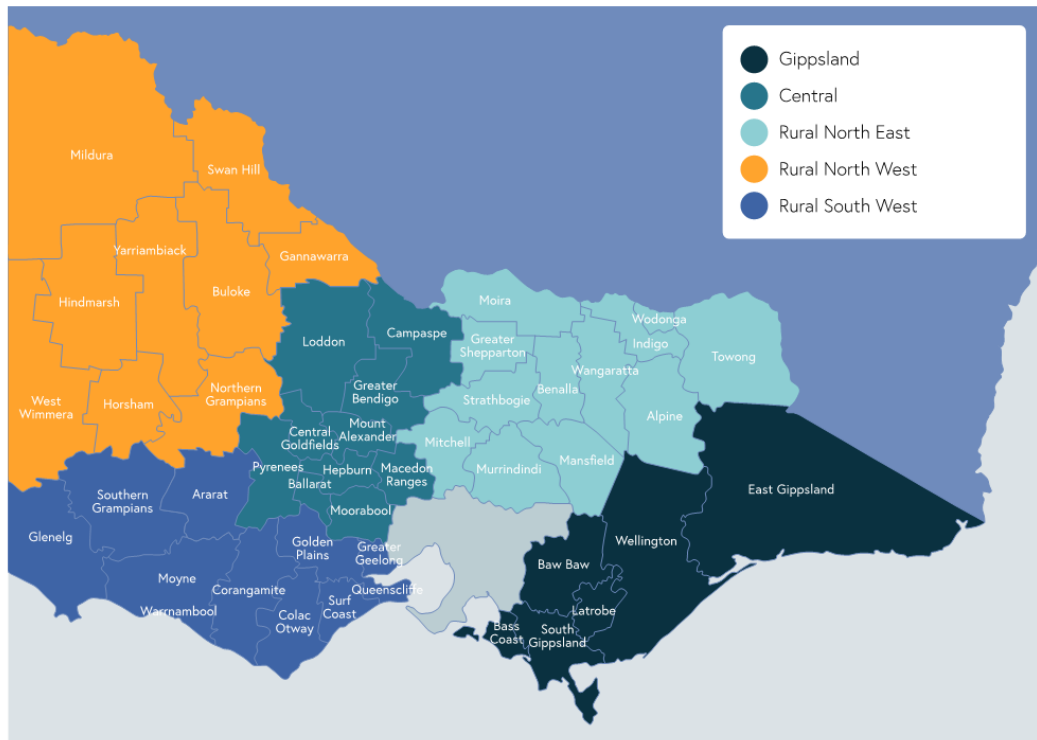 Gippsland
Central
Rural North East
Rural North West
Rural South West
Mildura
Swan Hill
Yarriambiack
Gannawarra
Hindmarsh
Buloke
West
Wimmera
Horsham
Northern
Grampians
Loddon
Campaspe
Greater
Bendigo
Mount
Alexander
Central
Goldfields
Pyrenees
Hepburn
Ballarat
Macedon
Ranges
Moorabool
Moira
Greater
Shepparton
Strathbogie
Benalla
Wangaratta
Wodonga
Indigo
Towong
Alpine
Mitchell
Murrindindi
Mansfield
Southern
Grampians
Ararat
Glenelg
Moyne
Warrnambool
Corangamite
Golden
Plains
Greater
Geelong
Queenscliffe
Surf
Coast
Colac
Otway
East Gippsland
Wellington
Baw Baw
Latrobe
Bass
Coast
South
Gippsland